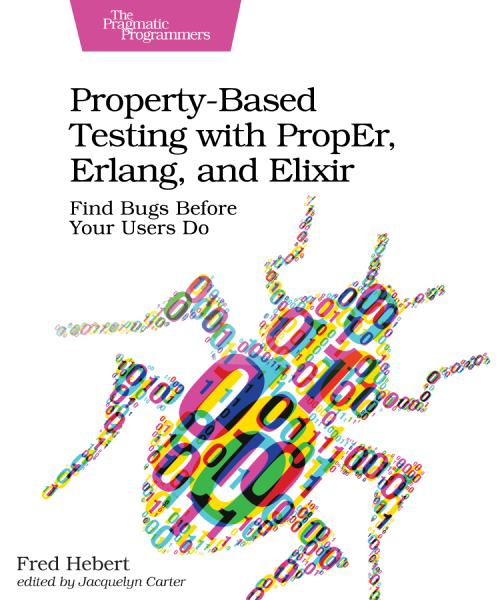 The
Pragmatic
Programmers
Property-Based
Testing with PropEr,
Erlang, and Elixir
Find Bugs Before
Your Users Do
Fred Hebert
edited by Jacquelyn Carter